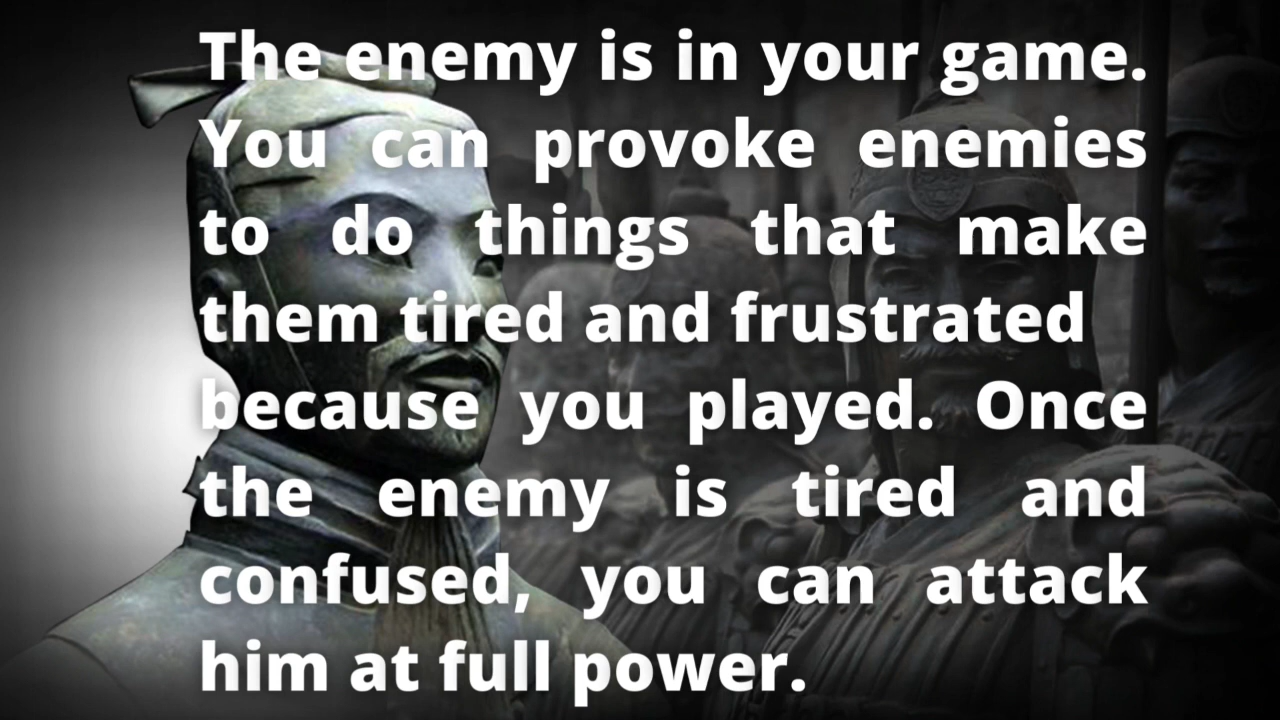 The enemy is in your game.
You can provoke enemies
to do things that make
them tired and frustrated
because you played. Once
the enemy is tired and
confused, you can attack
him at full power.